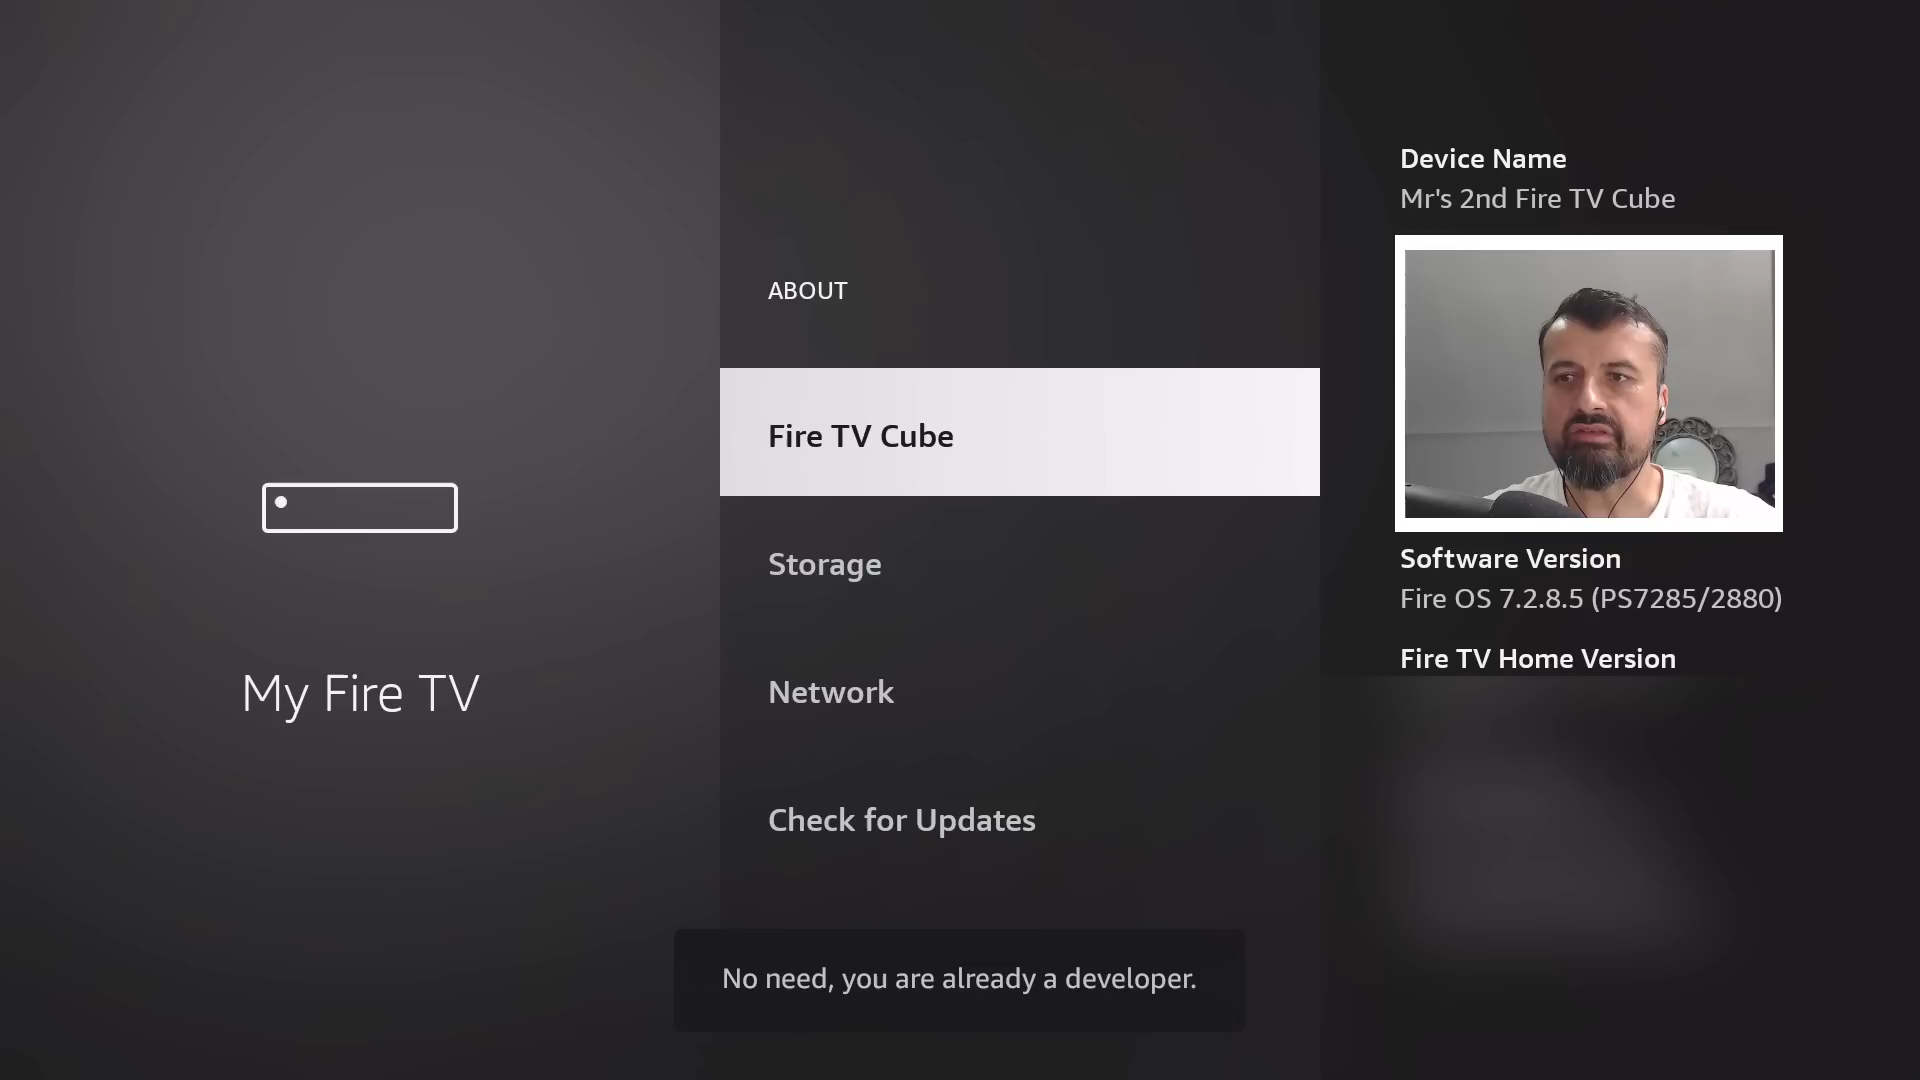 My Fire TV
ABOUT
Fire TV Cube
Storage
Network
Check for Updates
Device Name
Mr's 2nd Fire TV Cube
Software Version
Fire OS 7.2.8.5 (PS7285/2880)
Fire TV Home Version
No need, you are already a developer.